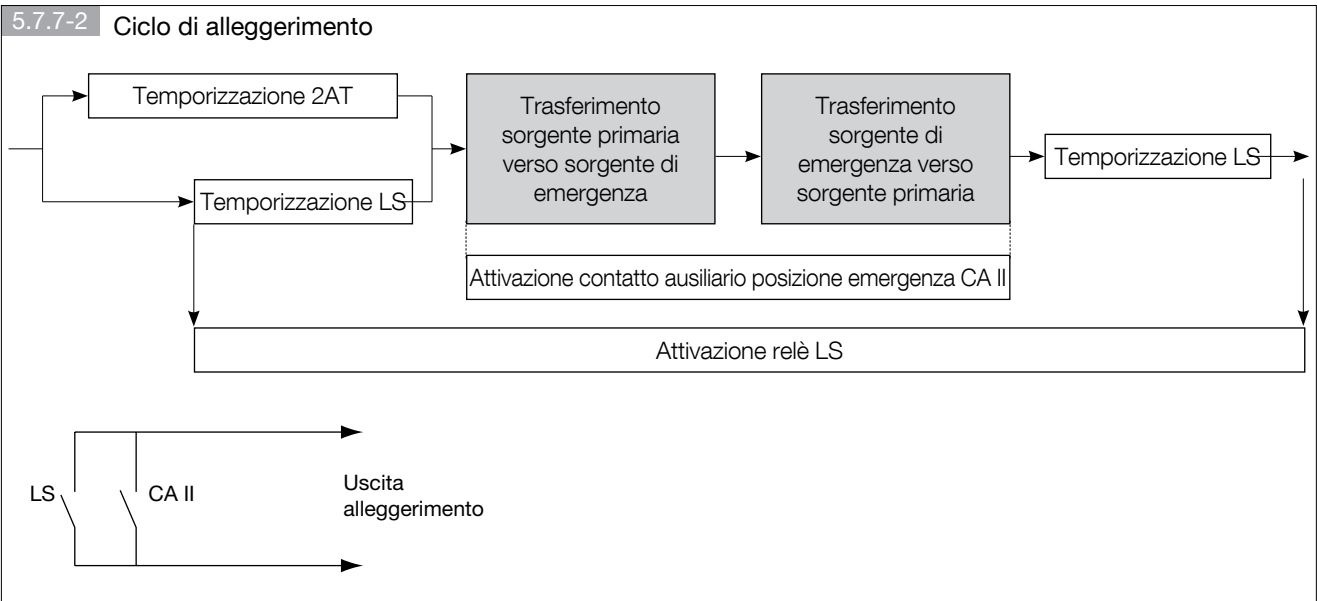 5.7.7-2 Ciclo di alleggerimento
Temporizzazione 2AT
Temporizzazione LS
Trasferimento
sorgente primaria
verso sorgente di
emergenza
Trasferimento
sorgente di
emergenza verso
sorgente primaria
Temporizzazione LS
Attivazione contatto ausiliario posizione emergenza CA II
Attivazione relè LS
LS
CA II
Uscita
alleggerimento